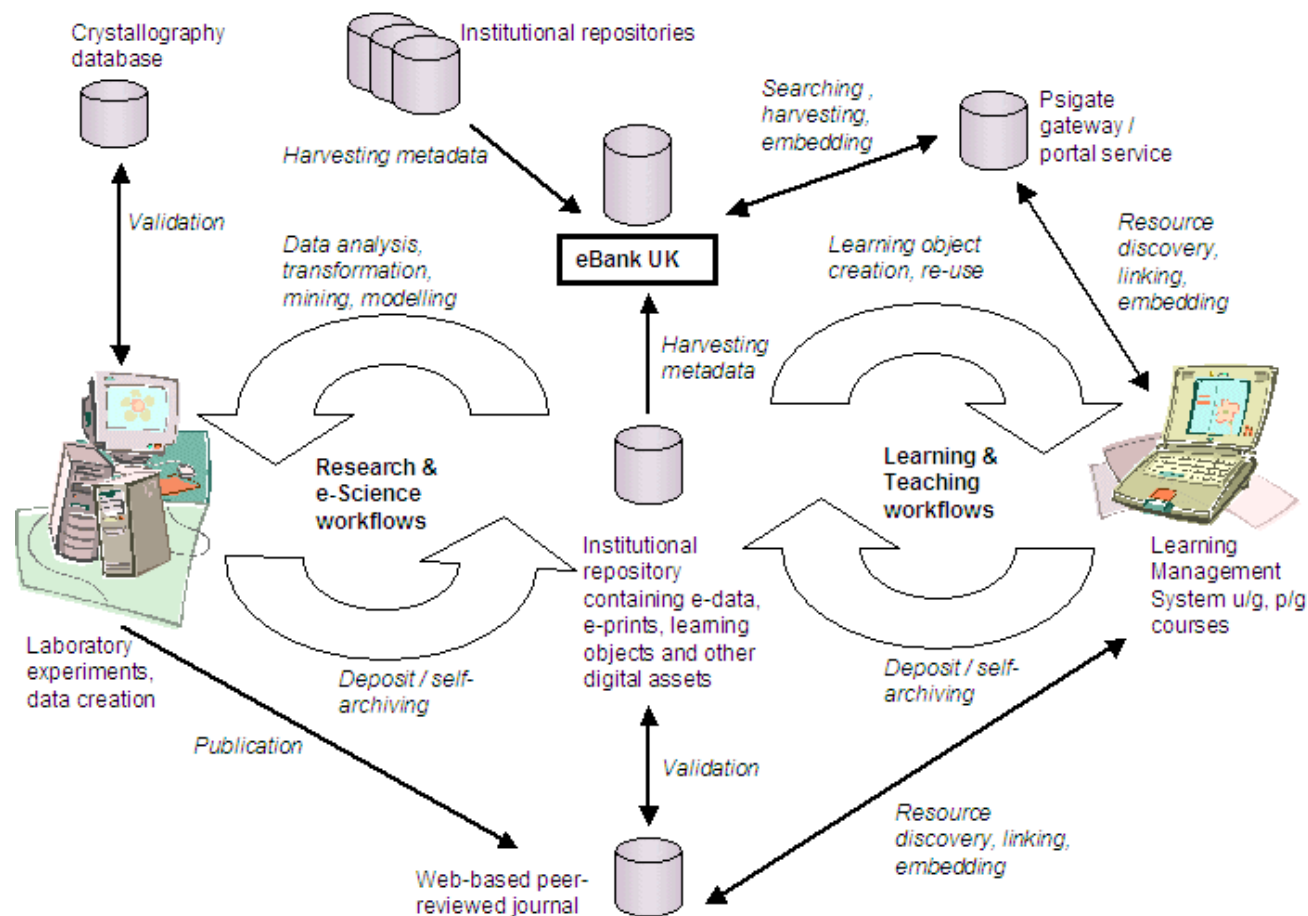 Crystallography
database
Institutional repositories
Searching ,
harvesting,
embedding
Psigate
gateway /
portal service
Harvesting metadata
Validation
Data analysis,
transformation,
mining, modelling
eBank UK
Learning object
creation, re-use
Resource
discovery,
linking,
embedding
Harvesting
metadata
Research &
e-Science
workflows
Learning &
Teaching
workflows
Institutional
repository
containing e-data,
e-prints, learning
objects and other
digital assets
Learning
Management
System u/g, p/g
courses
Laboratory
experiments,
data creation
Deposit / self-
archiving
Deposit / self-
archiving
Publication
Validation
Resource
discovery, linking,
embedding
Web-based peer-
reviewed journal